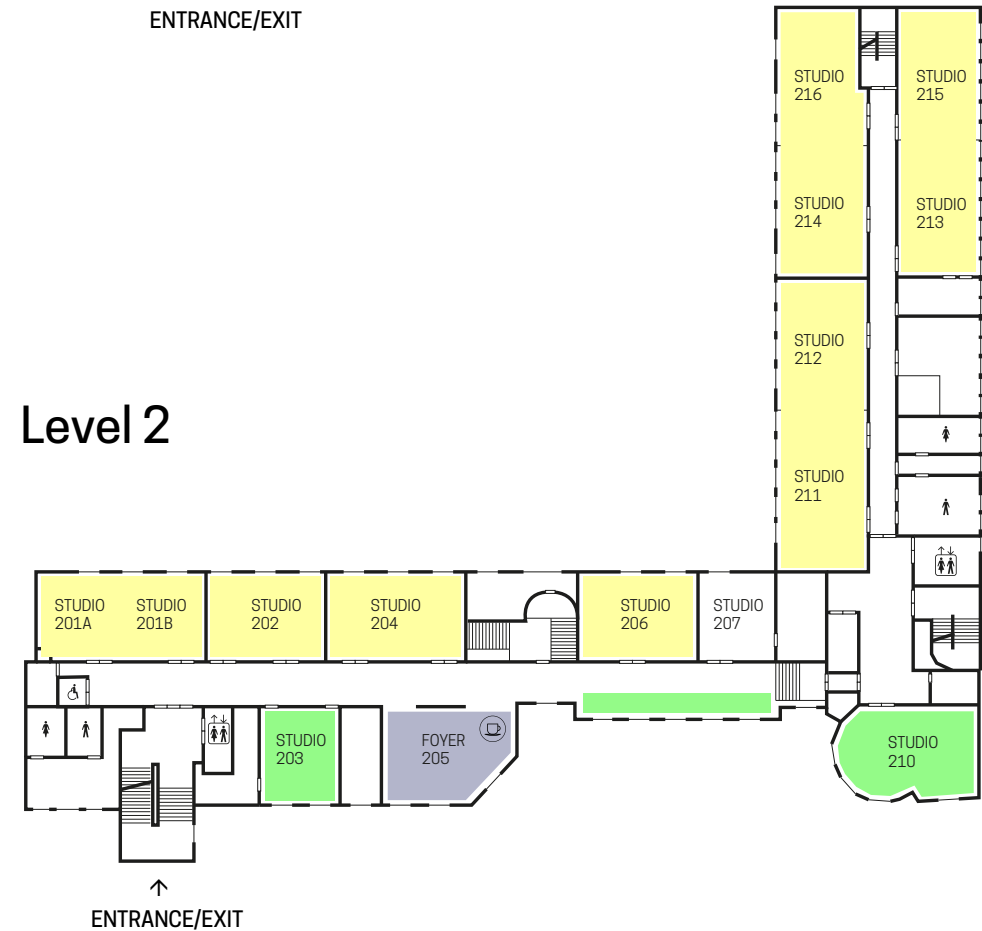 ENTRANCE/EXIT
STUDIO
216
STUDIO
215
STUDIO
214
STUDIO
213
STUDIO
212
Level 2
STUDIO
211
STUDIO
201A
STUDIO
201B
STUDIO
202
STUDIO
204
STUDIO
206
STUDIO
207
STUDIO
203
FOYER
205
STUDIO
210
ENTRANCE/EXIT